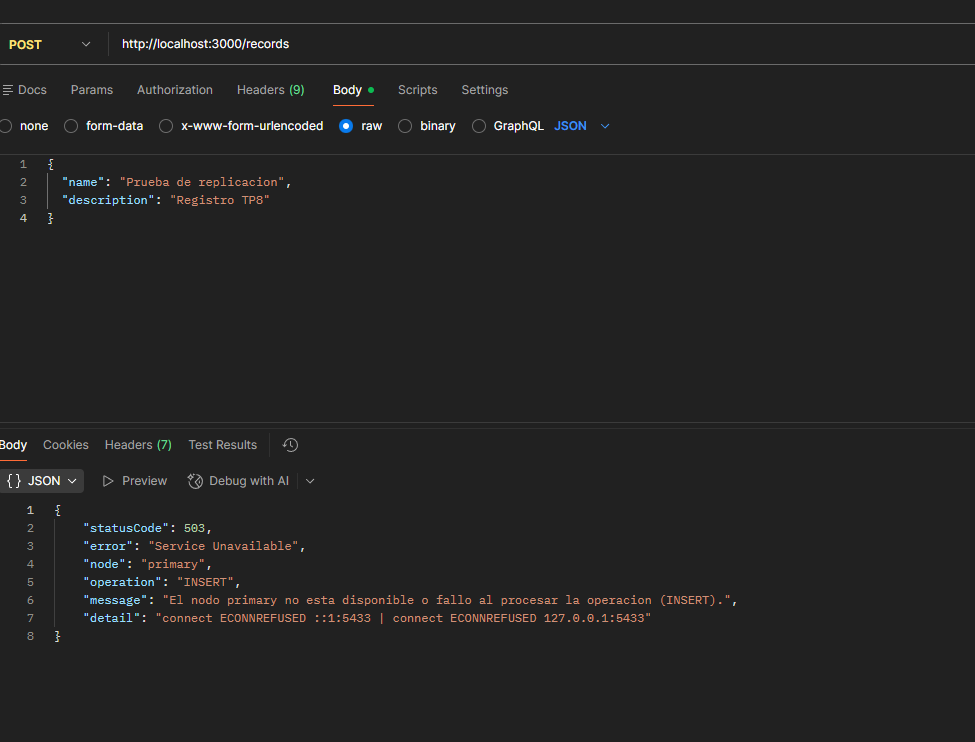 POST http://localhost:3000/records
Docs Params Authorization Headers (9) Body Scripts Settings
none form-data x-www-form-urlencoded raw binary GraphQL JSON
1 {
2 "name": "Prueba de replicacion",
3 "description": "Registro TP8"
4 }
Body Cookies Headers (7) Test Results
{} JSON Preview Debug with AI
1 {
2 "statusCode": 503,
3 "error": "Service Unavailable",
4 "node": "primary",
5 "operation": "INSERT",
6 "message": "El nodo primary no esta disponible o fallo al procesar la operacion (INSERT).",
7 "detail": "connect ECONNREFUSED ::1:5433 | connect ECONNREFUSED 127.0.0.1:5433"
8 }